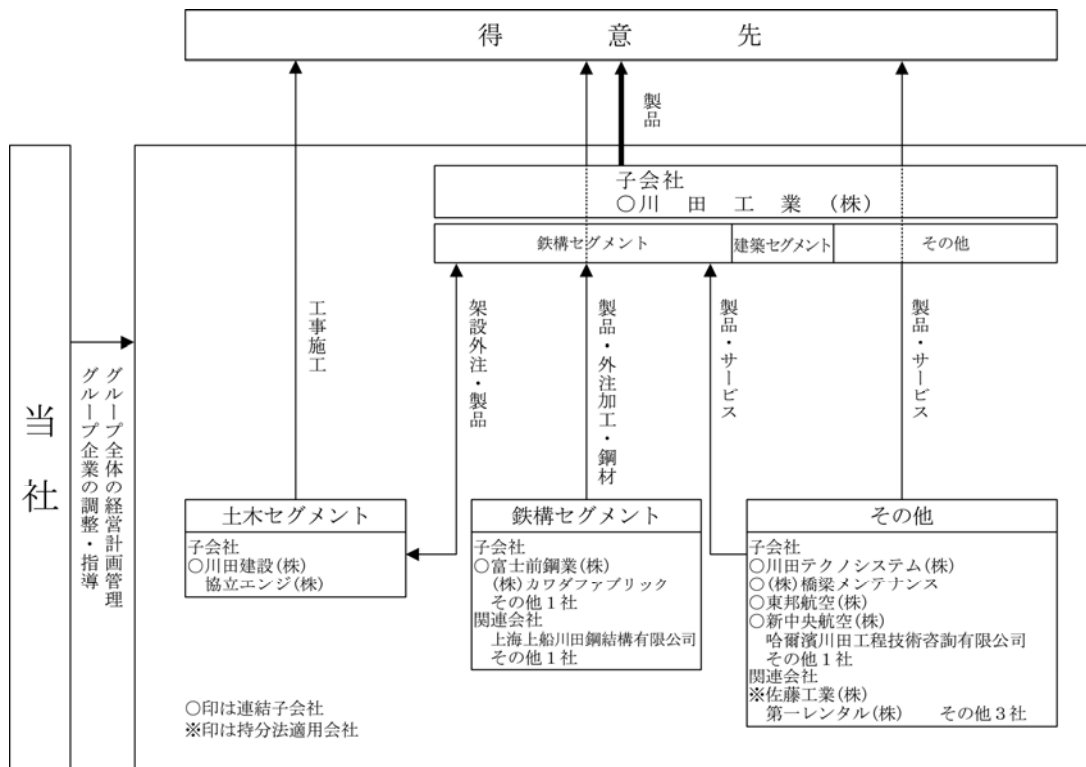 得意先
製品
子会社
○川田工業(株)
鉄構セグメント
建築セグメント
その他
当社
グループ全体の経営計画管理
グループ企業の調整・指導
工事施工
架設外注・製品
製品・外注加工・鋼材
製品・サービス
製品・サービス
土木セグメント
子会社
○川田建設(株)
協立エンジ(株)
鉄構セグメント
子会社
○富士前鋼業(株)
(株)カワダファブリック
その他1社
関連会社
上海上船川田鋼結構有限公司
その他1社
その他
子会社
○川田テクノシステム(株)
○(株)橋梁メンテナンス
○東邦航空(株)
○新中央航空(株)
哈爾濱川田工程技術咨詢有限公司
その他1社
関連会社
※佐藤工業(株)
第一レンタル(株) その他3社
○印は連結子会社
※印は持分法適用会社